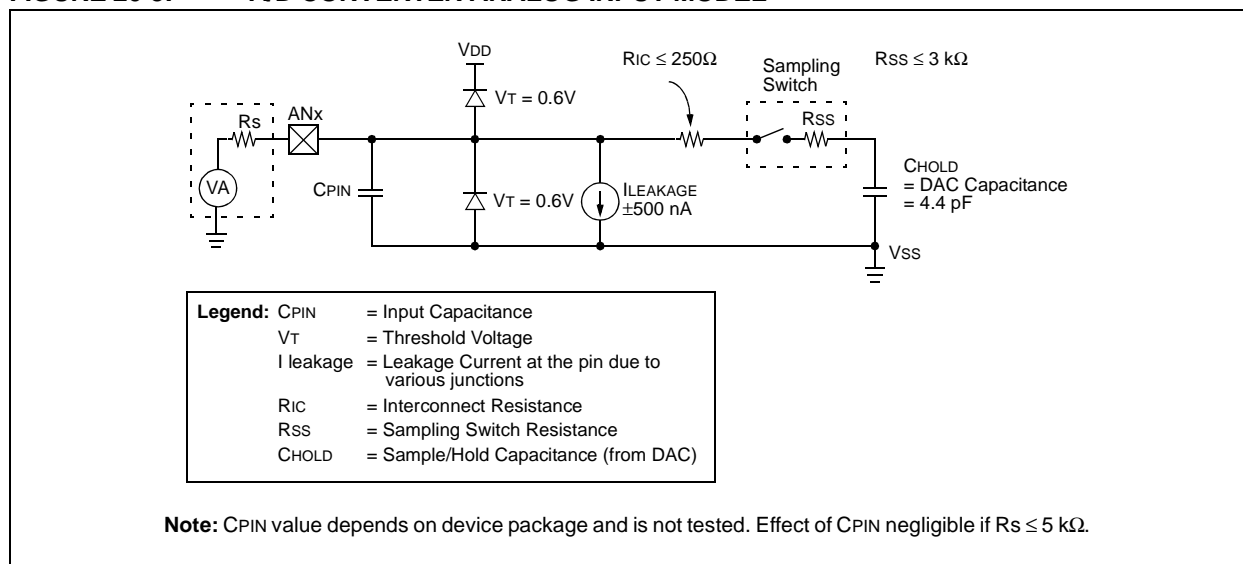 VDD
RIC ≤ 250Ω
Sampling
Switch
RSS ≤ 3 kΩ
VT = 0.6V
Rs
ANx
RSS
VA
CPIN
VT = 0.6V
ILEAKAGE
±500 nA
CHOLD
= DAC Capacitance
= 4.4 pF
VSS
Legend: CPIN = Input Capacitance
VT = Threshold Voltage
I leakage = Leakage Current at the pin due to
various junctions
RIC = Interconnect Resistance
RSS = Sampling Switch Resistance
CHOLD = Sample/Hold Capacitance (from DAC)
Note: CPIN value depends on device package and is not tested. Effect of CPIN negligible if Rs ≤ 5 kΩ.